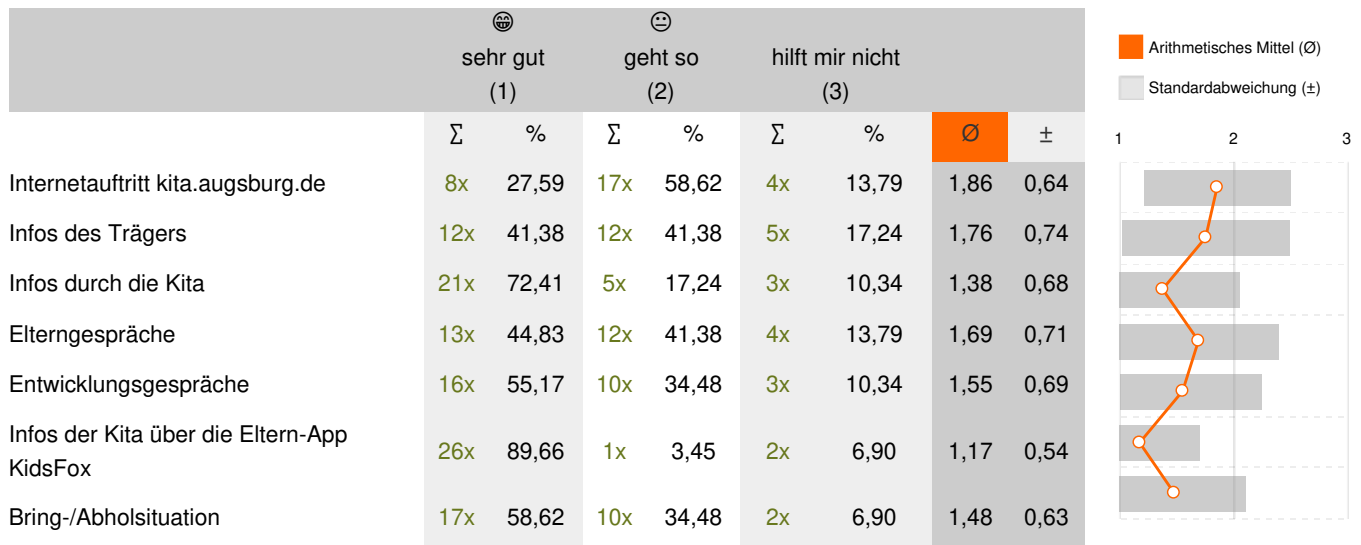 😁 😐
sehr gut geht so hilft mir nicht
(1) (2) (3)
Σ % Σ % Σ % Ø ±
Internetauftritt kita.augsburg.de 8x 27,59 17x 58,62 4x 13,79 1,86 0,64
Infos des Trägers 12x 41,38 12x 41,38 5x 17,24 1,76 0,74
Infos durch die Kita 21x 72,41 5x 17,24 3x 10,34 1,38 0,68
Elterngespräche 13x 44,83 12x 41,38 4x 13,79 1,69 0,71
Entwicklungsgespräche 16x 55,17 10x 34,48 3x 10,34 1,55 0,69
Infos der Kita über die Eltern-App
KidsFox 26x 89,66 1x 3,45 2x 6,90 1,17 0,54
Bring-/Abholsituation 17x 58,62 10x 34,48 2x 6,90 1,48 0,63
Arithmetisches Mittel (Ø)
Standardabweichung (±)
1 2 3